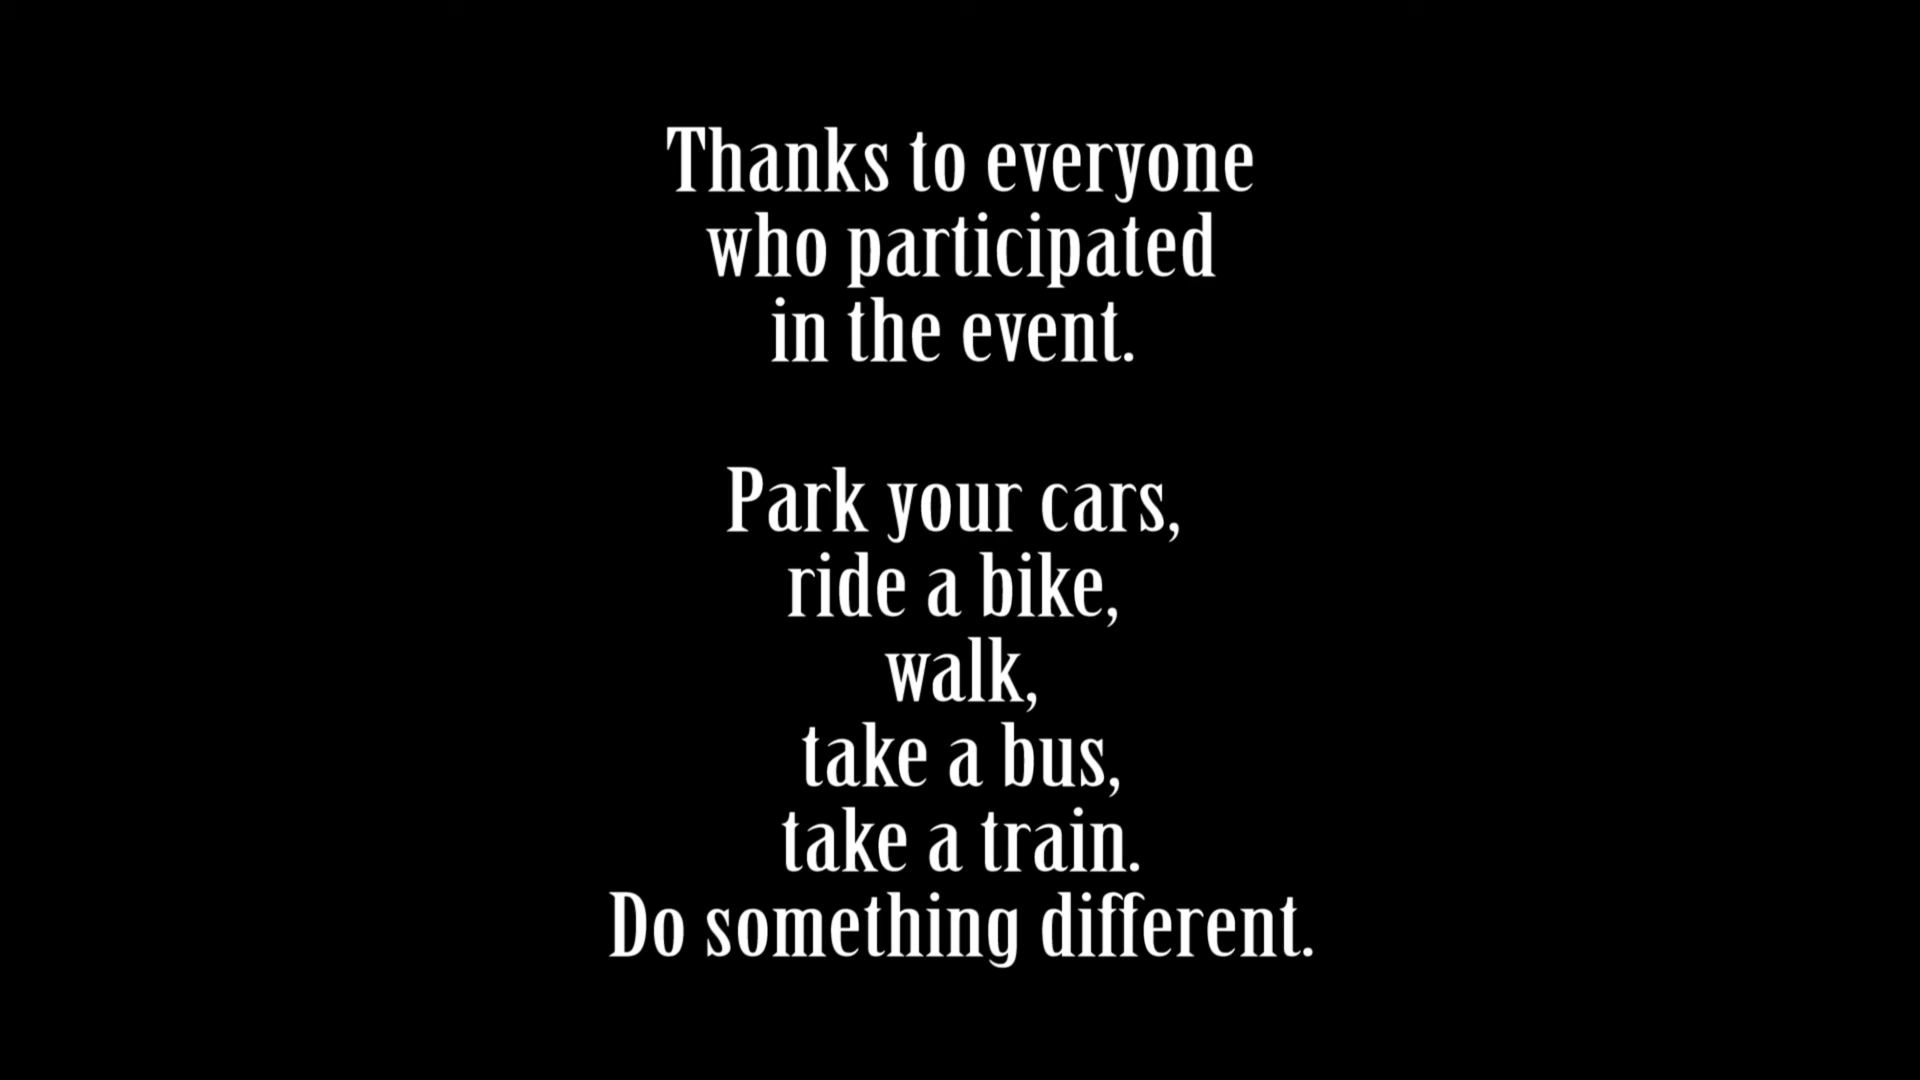 Thanks to everyone
who participated
in the event.
Park your cars,
ride a bike,
walk,
take a bus,
take a train.
Do something different.